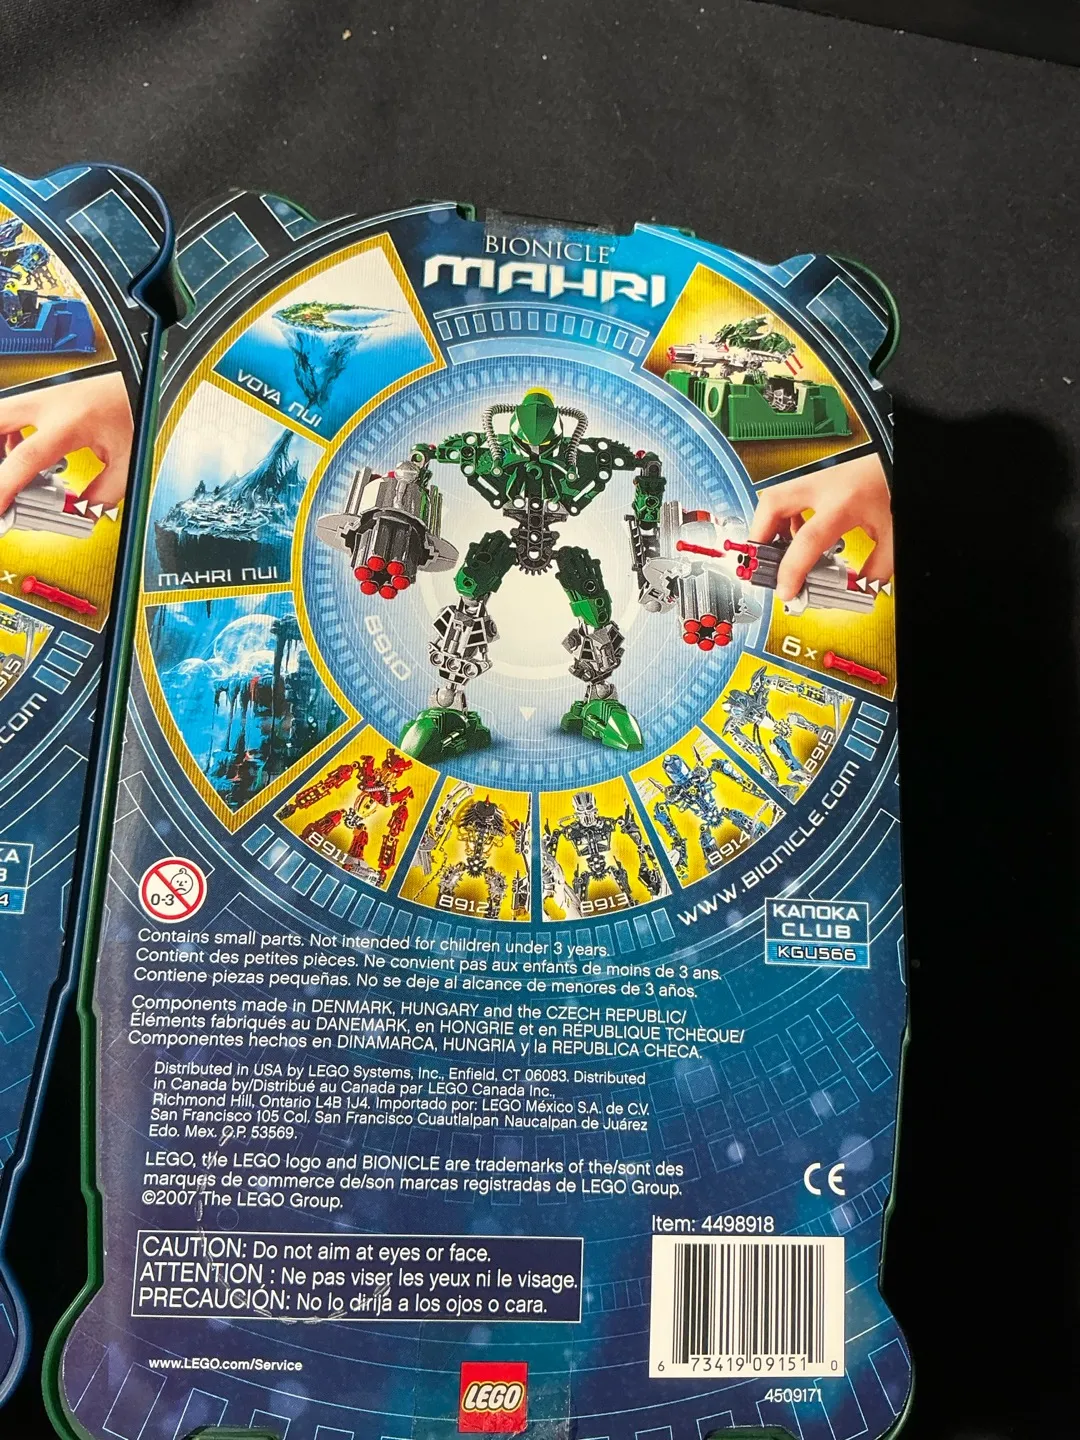 BIONICLE®
MAHRI
VOYA NUI
MAHRI NUI
8910
6x
8911
8912
8913
8914
8915
WWW.BIONICLE.COM
KANOKA
CLUB
KGUS66
0-3
Contains small parts. Not intended for children under 3 years.
Contient des petites pièces. Ne convient pas aux enfants de moins de 3 ans.
Contiene piezas pequeñas. No se deje al alcance de menores de 3 años.
Components made in DENMARK, HUNGARY and the CZECH REPUBLIC/
Éléments fabriqués au DANEMARK, en HONGRIE et en RÉPUBLIQUE TCHÈQUE/
Componentes hechos en DINAMARCA, HUNGRIA y la REPUBLICA CHECA.
Distributed in USA by LEGO Systems, Inc., Enfield, CT 06083. Distributed
in Canada by/Distribué au Canada par LEGO Canada Inc.,
Richmond Hill, Ontario L4B 1J4. Importado por: LEGO México S.A. de C.V.
San Francisco 105 Col. San Francisco Cuautlalpan Naucalpan de Juárez
Edo. Mex. C.P. 53569.
LEGO, the LEGO logo and BIONICLE are trademarks of the/sont des
marques de commerce de/son marcas registradas de LEGO Group.
©2007 The LEGO Group.
CE
CAUTION: Do not aim at eyes or face.
ATTENTION : Ne pas viser les yeux ni le visage.
PRECAUCIÓN: No lo dirija a los ojos o cara.
Item: 4498918
6 73419 09151 0
4509171
www.LEGO.com/Service
LEGO
x
.COM